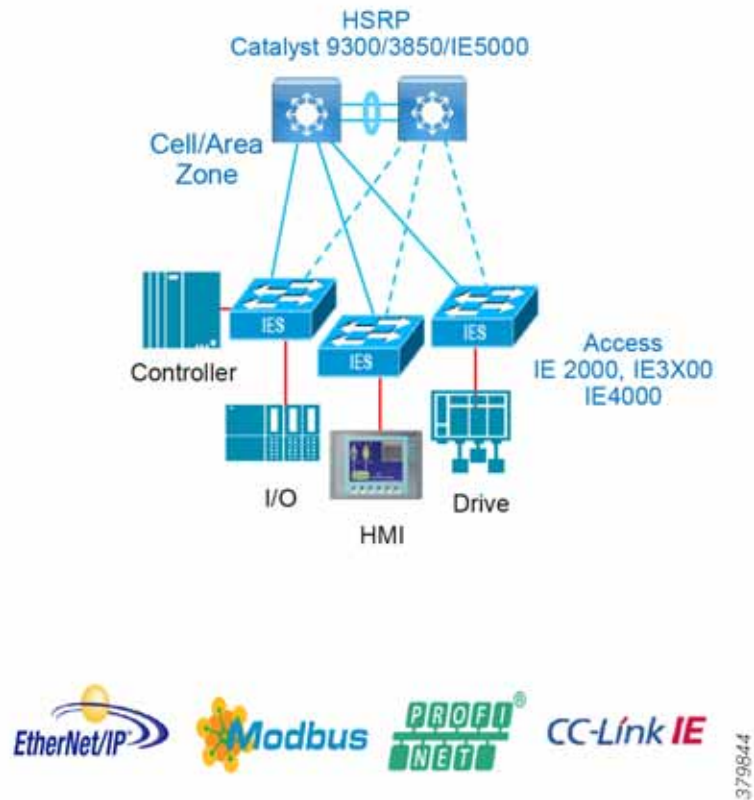 HSRP
Catalyst 9300/3850/IE5000
Cell/Area
Zone
IES
IES
IES
Controller
Access
IE 2000, IE3X00
IE4000
I/O
HMI
Drive
EtherNet/IP
Modbus
PROFI
NET
®
CC-Línk IE
379844